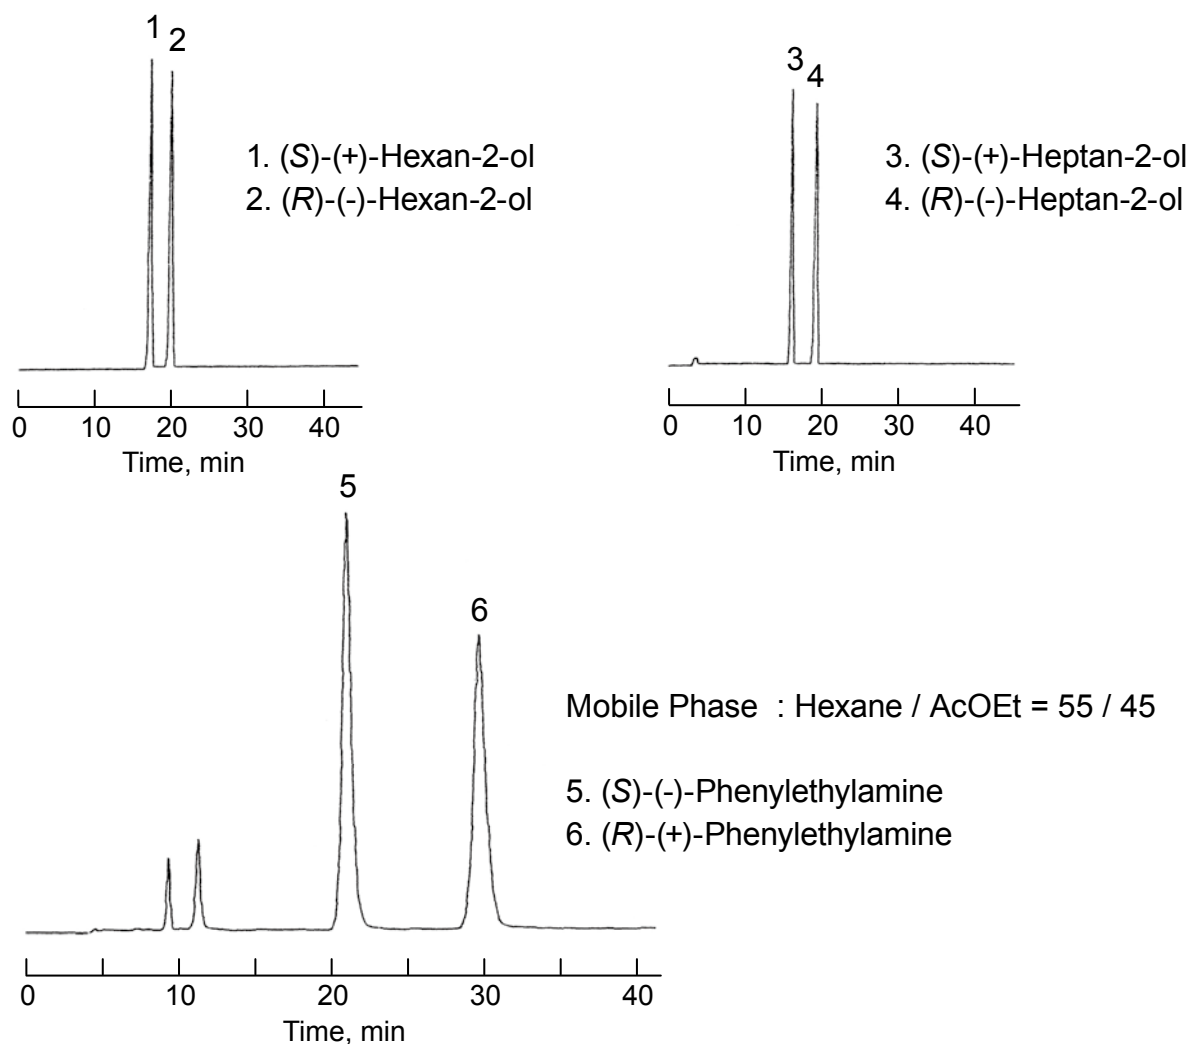 1
2
1. (S)-(+)-Hexan-2-ol
2. (R)-(-)-Hexan-2-ol
0 10 20 30 40
Time, min
3
4
3. (S)-(+)-Heptan-2-ol
4. (R)-(-)-Heptan-2-ol
0 10 20 30 40
Time, min
5
6
Mobile Phase : Hexane / AcOEt = 55 / 45
5. (S)-(-)-Phenylethylamine
6. (R)-(+)-Phenylethylamine
0 10 20 30 40
Time, min